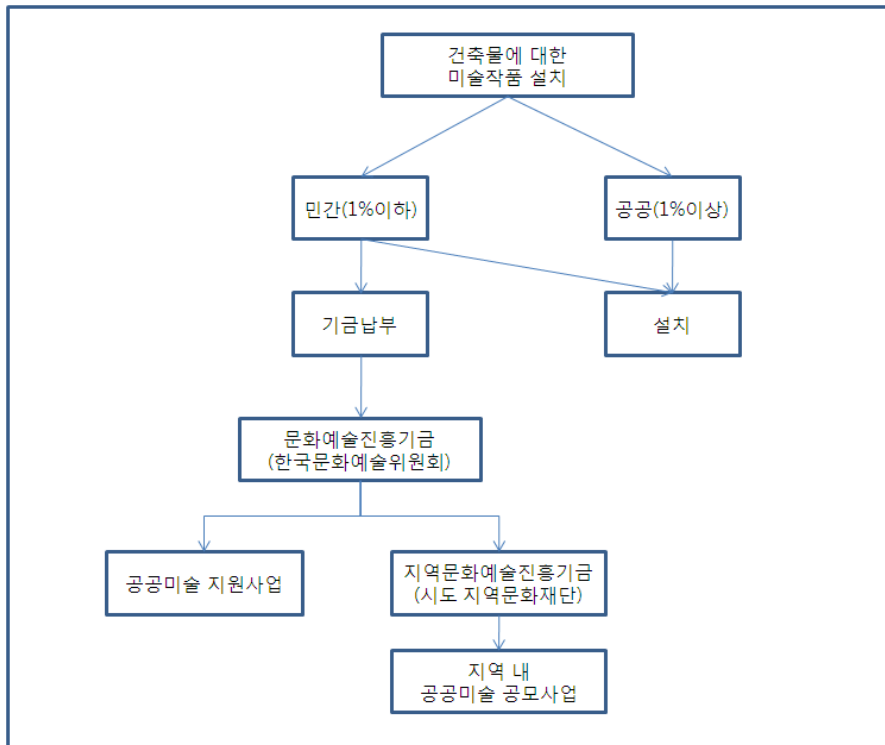 건축물에 대한
미술작품 설치
민간(1%이하)
공공(1%이상)
기금납부
설치
문화예술진흥기금
(한국문화예술위원회)
공공미술 지원사업
지역문화예술진흥기금
(시도 지역문화재단)
지역 내
공공미술 공모사업